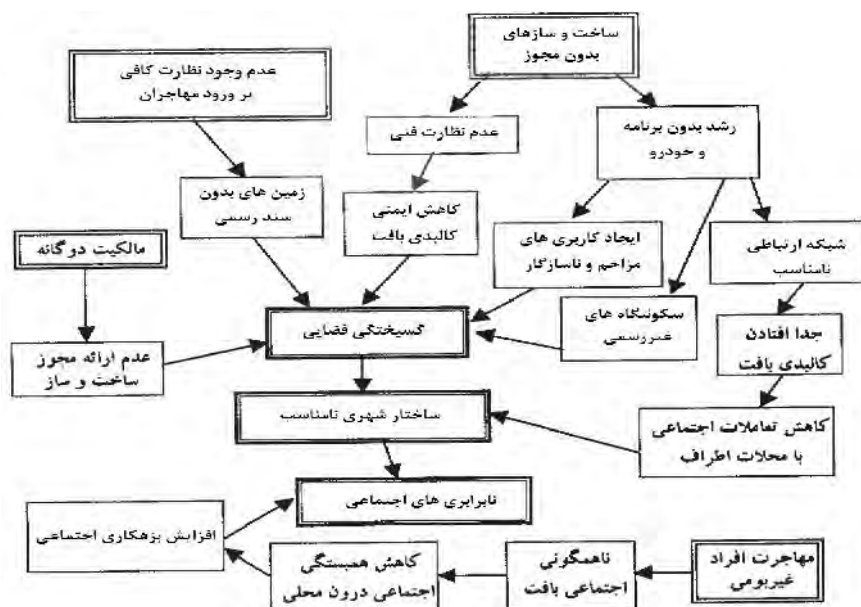 ساخت و سازهای
بدون مجوز
عدم وجود نظارت کافی
بر ورود مهاجران
عدم نظارت فنی
رشد بدون برنامه
و خودرو
زمین های بدون
سند رسمی
کاهش ایمنی
کالبدی بافت
ایجاد کاربری های
مزاحم و ناسازگار
شبکه ارتباطی
نامناسب
مالکیت دوگانه
گسیختگی فضایی
سکونتگاه های
غیررسمی
جدا افتادن
کالبدی بافت
عدم ارائه مجوز
ساخت و ساز
ساختار شهری نامناسب
کاهش تعاملات اجتماعی
با محلات اطراف
نابرابری های اجتماعی
افزایش بزهکاری اجتماعی
کاهش همبستگی
اجتماعی درون محلی
ناهمگونی
اجتماعی بافت
مهاجرت افراد
غیربومی